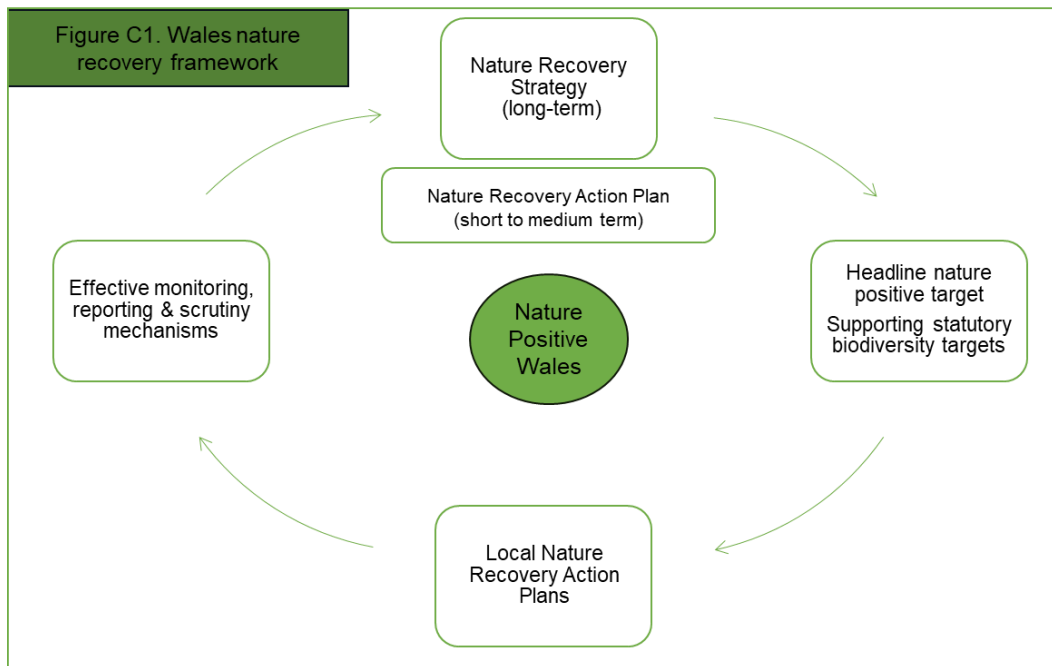 Figure C1. Wales nature
recovery framework
Nature Recovery
Strategy
(long-term)
Nature Recovery Action Plan
(short to medium term)
Effective monitoring,
reporting & scrutiny
mechanisms
Nature
Positive
Wales
Headline nature
positive target
Supporting statutory
biodiversity targets
Local Nature
Recovery Action
Plans